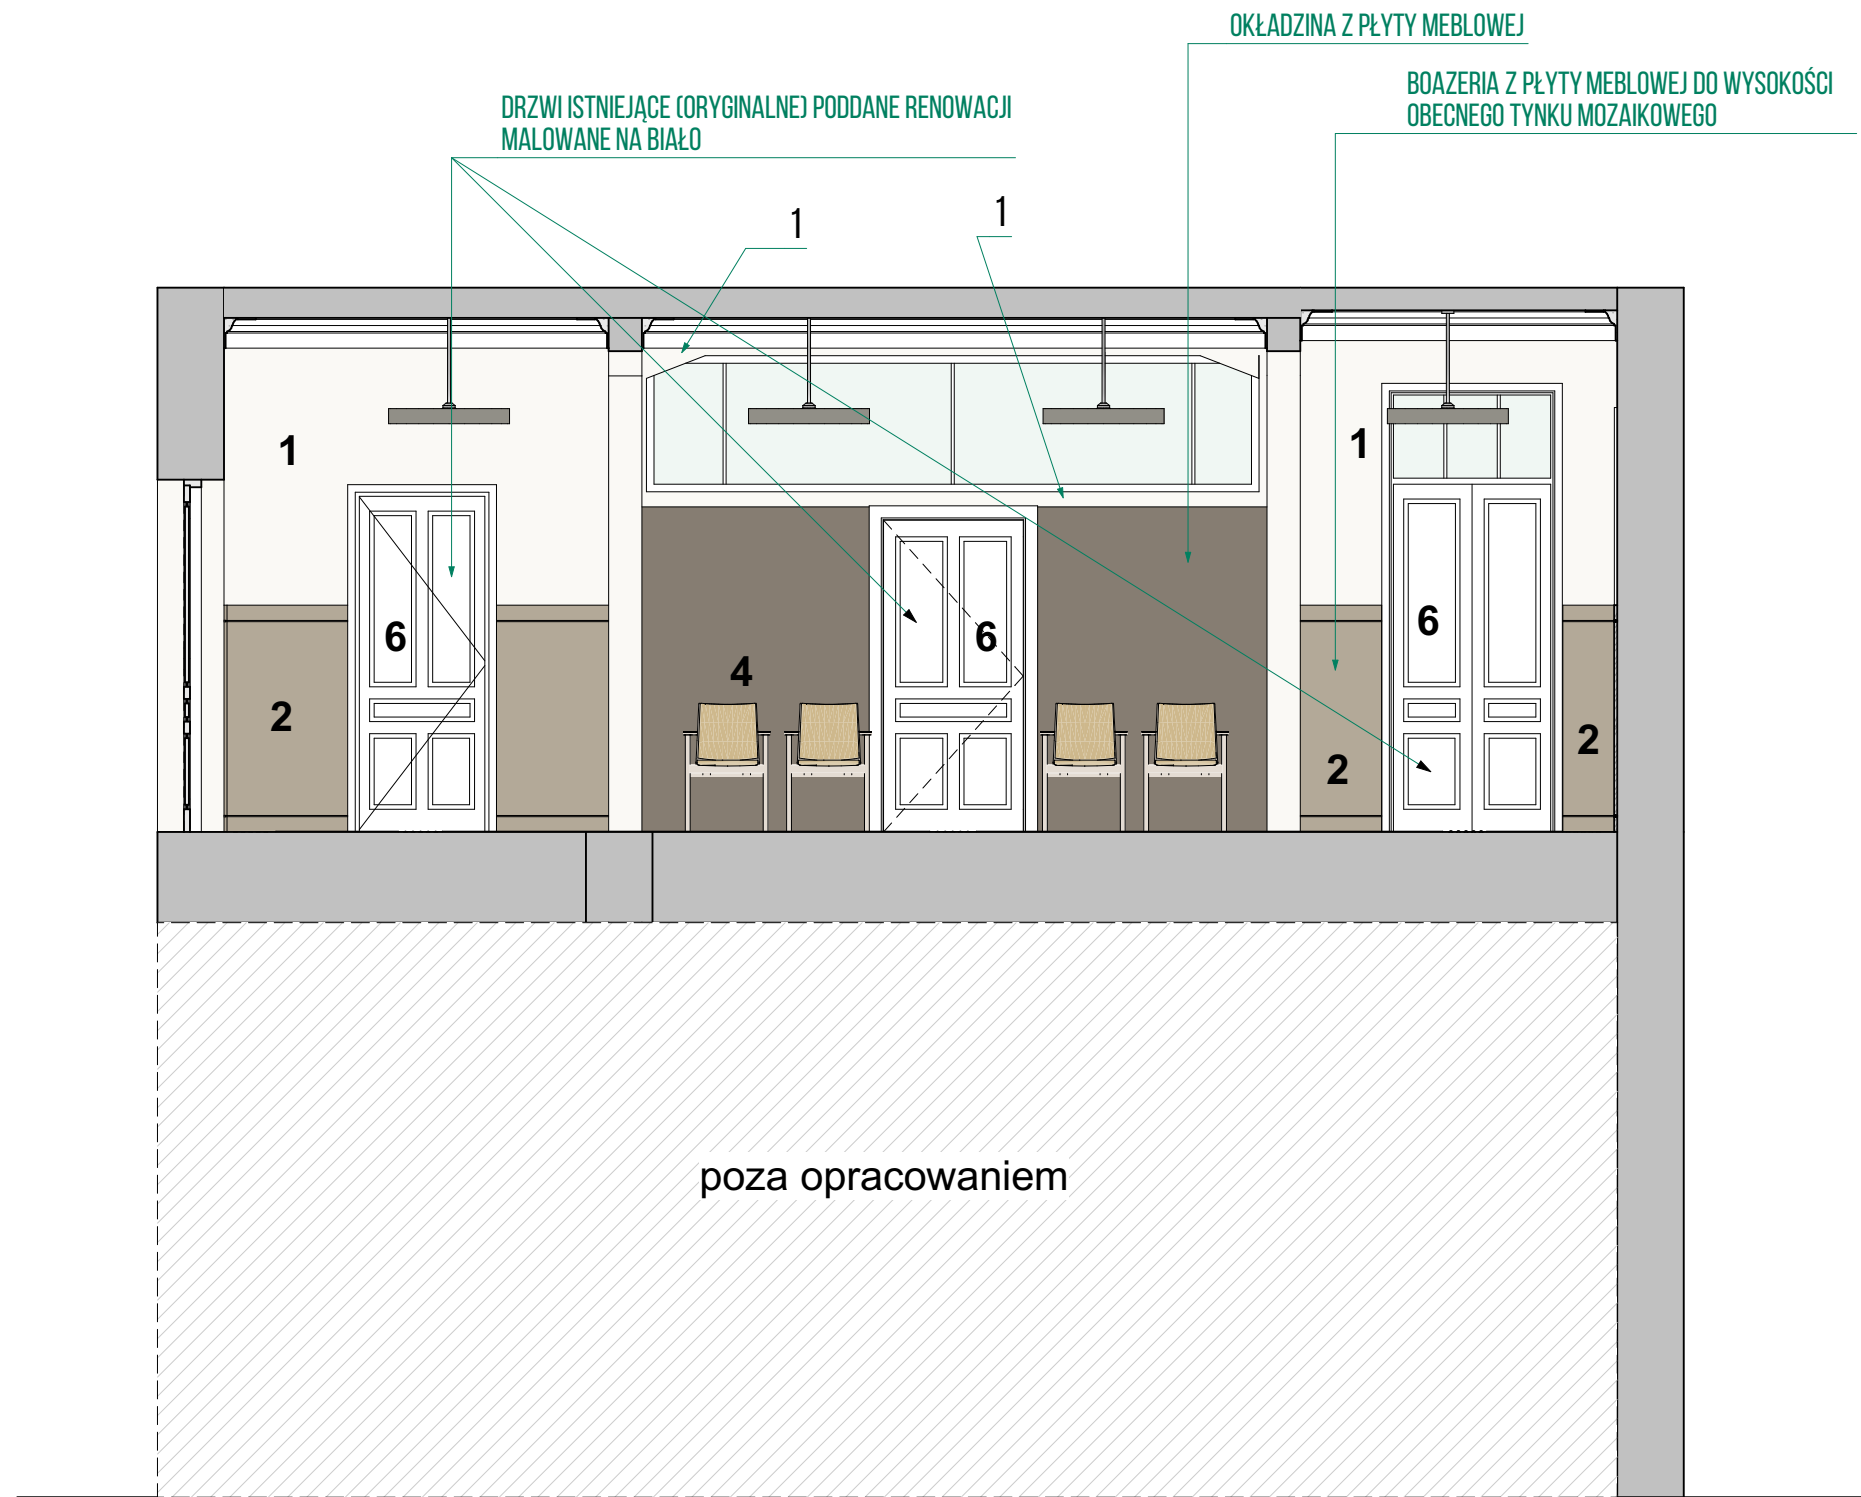 OKŁADZINA Z PŁYTY MEBLOWEJ
BOAZERIA Z PŁYTY MEBLOWEJ DO WYSOKOŚCI
OBECNEGO TYNKU MOZAIKOWEGO
DRZWI ISTNIEJĄCE (ORYGINALNE) PODDANE RENOWACJI
MALOWANE NA BIAŁO
1
1
1
1
6
6
6
4
2
2
2
poza opracowaniem